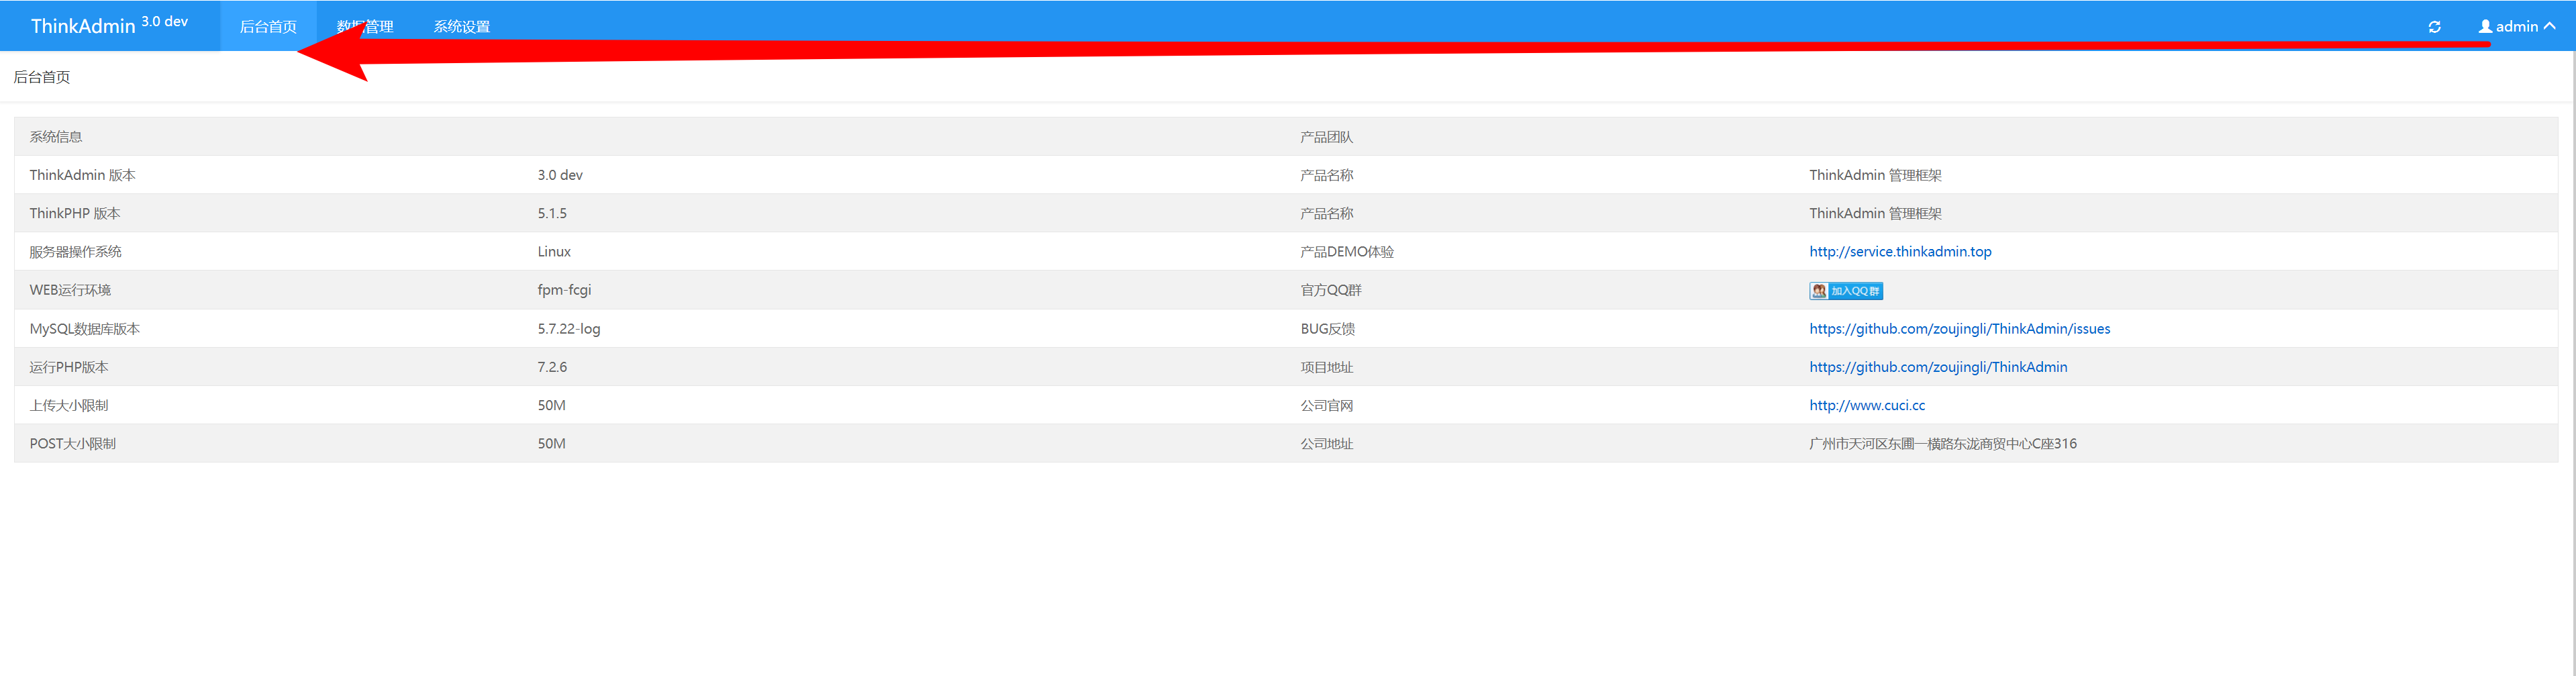 ThinkAdmin 3.0 dev 后台首页 数据管理 系统设置 admin
后台首页
系统信息 产品团队
ThinkAdmin 版本 3.0 dev 产品名称 ThinkAdmin 管理框架
ThinkPHP 版本 5.1.5 产品名称 ThinkAdmin 管理框架
服务器操作系统 Linux 产品DEMO体验 http://service.thinkadmin.top
WEB运行环境 fpm-fcgi 官方QQ群 加入QQ群
MySQL数据库版本 5.7.22-log BUG反馈 https://github.com/zoujingli/ThinkAdmin/issues
运行PHP版本 7.2.6 项目地址 https://github.com/zoujingli/ThinkAdmin
上传大小限制 50M 公司官网 http://www.cuci.cc
POST大小限制 50M 公司地址 广州市天河区东圃一横路东泷商贸中心C座316